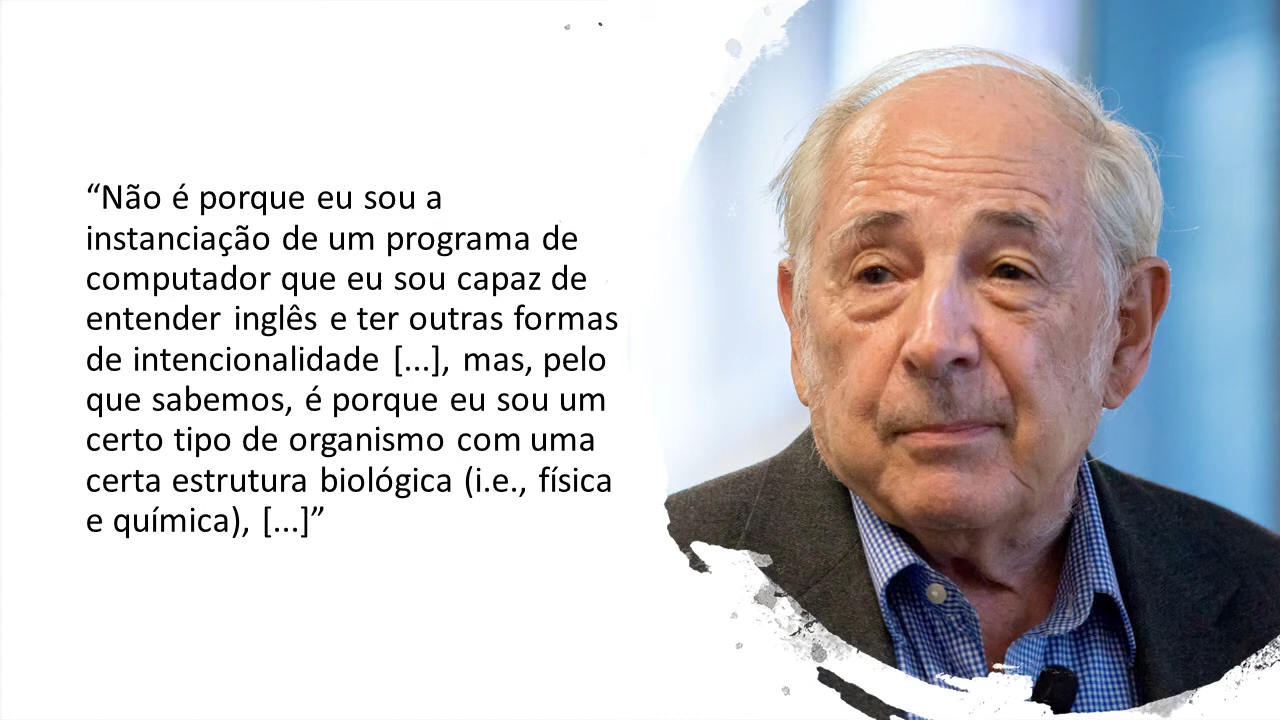 “Não é porque eu sou a
instanciação de um programa de
computador que eu sou capaz de
entender inglês e ter outras formas
de intencionalidade [...], mas, pelo
que sabemos, é porque eu sou um
certo tipo de organismo com uma
certa estrutura biológica (i.e., física
e química), [...]”